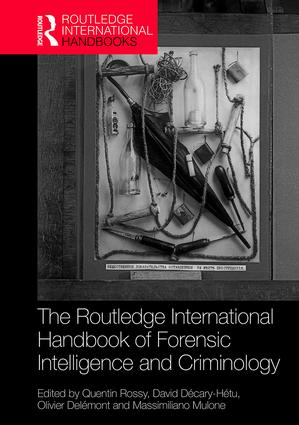 ROUTLEDGE
INTERNATIONAL
HANDBOOKS
ROUTLEDGE
The Routledge International
Handbook of Forensic
Intelligence and Criminology
Edited by Quentin Rossy, David Décary-Hétu,
Olivier Delémont and Massimiliano Mulone